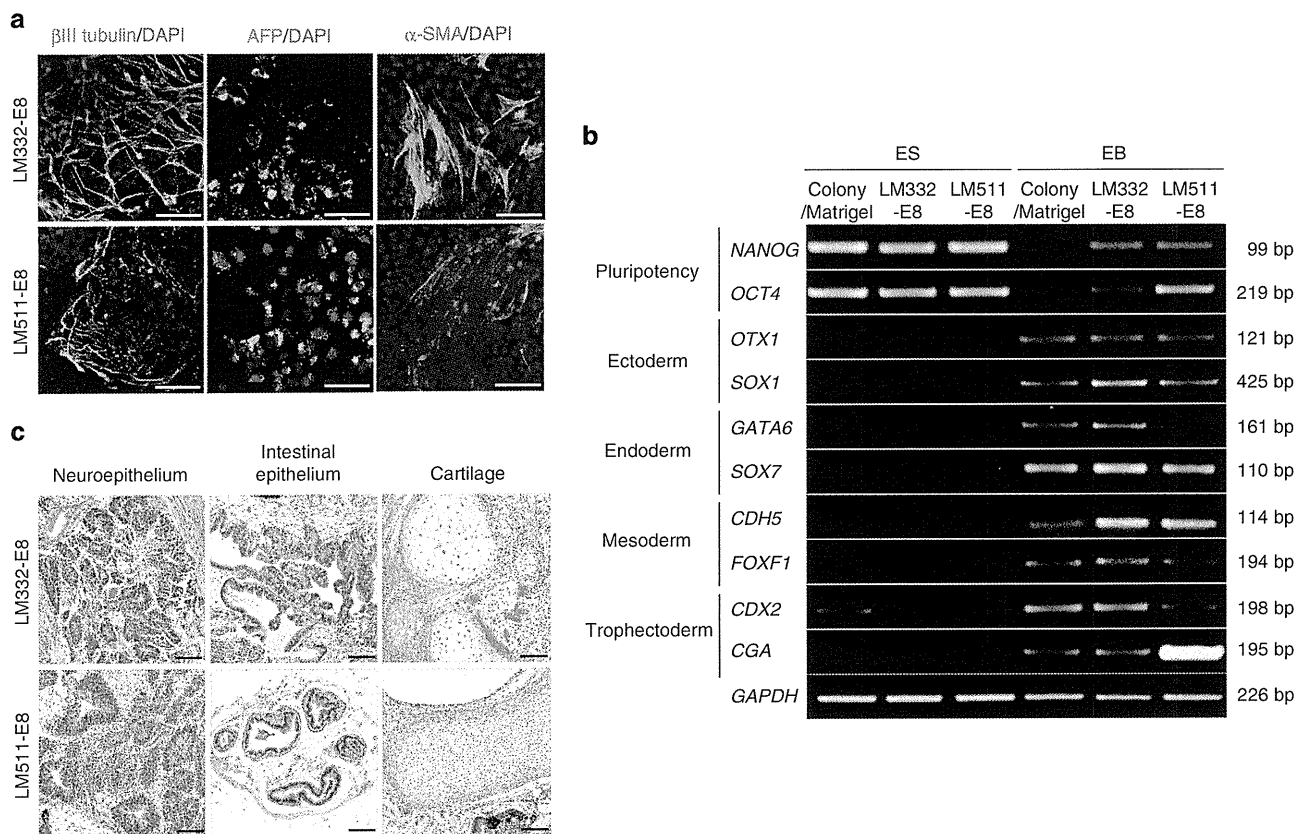 a
βIII tubulin/DAPI AFP/DAPI α-SMA/DAPI
LM332-E8
LM511-E8
b
ES EB
Colony/Matrigel LM332-E8 LM511-E8 Colony/Matrigel LM332-E8 LM511-E8
Pluripotency
NANOG 99 bp
OCT4 219 bp
Ectoderm
OTX1 121 bp
SOX1 425 bp
Endoderm
GATA6 161 bp
SOX7 110 bp
Mesoderm
CDH5 114 bp
FOXF1 194 bp
Trophectoderm
CDX2 198 bp
CGA 195 bp
GAPDH 226 bp
c
Neuroepithelium Intestinal epithelium Cartilage
LM332-E8
LM511-E8